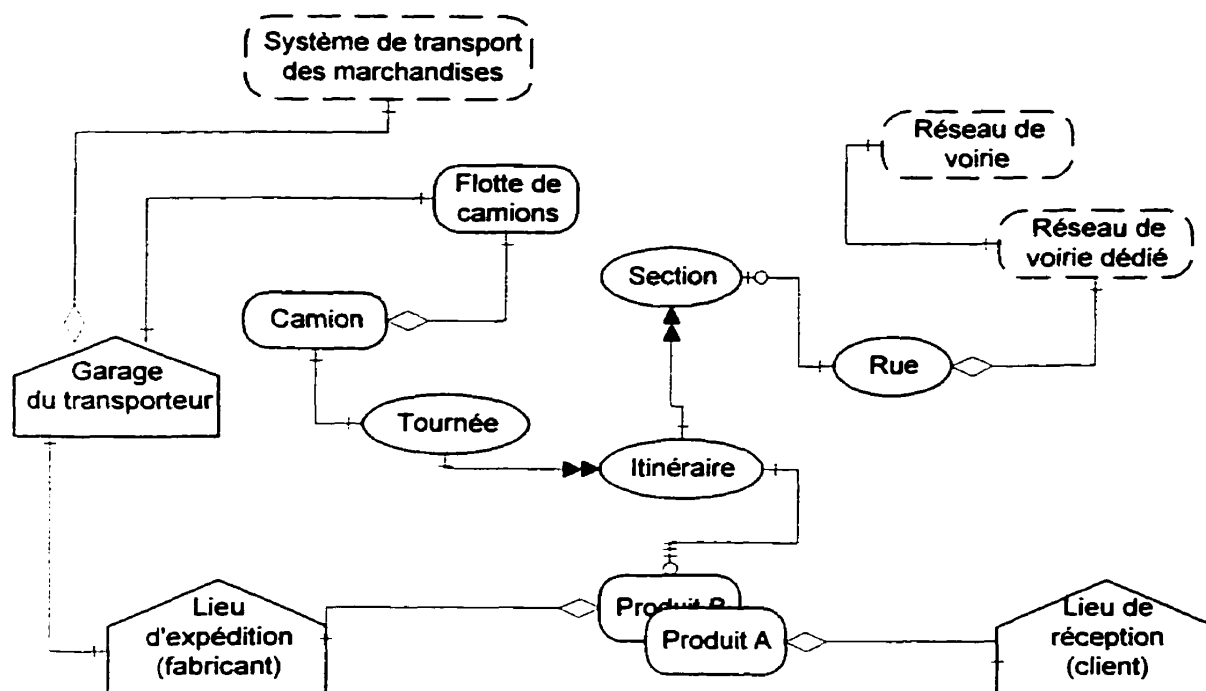 Système de transport
des marchandises
Réseau de
voirie
Flotte de
camions
Réseau de
voirie dédié
Section
Camion
Rue
Garage
du transporteur
Tournée
Itinéraire
Lieu
d'expédition
(fabricant)
Produit B
Produit A
Lieu de
réception
(client)